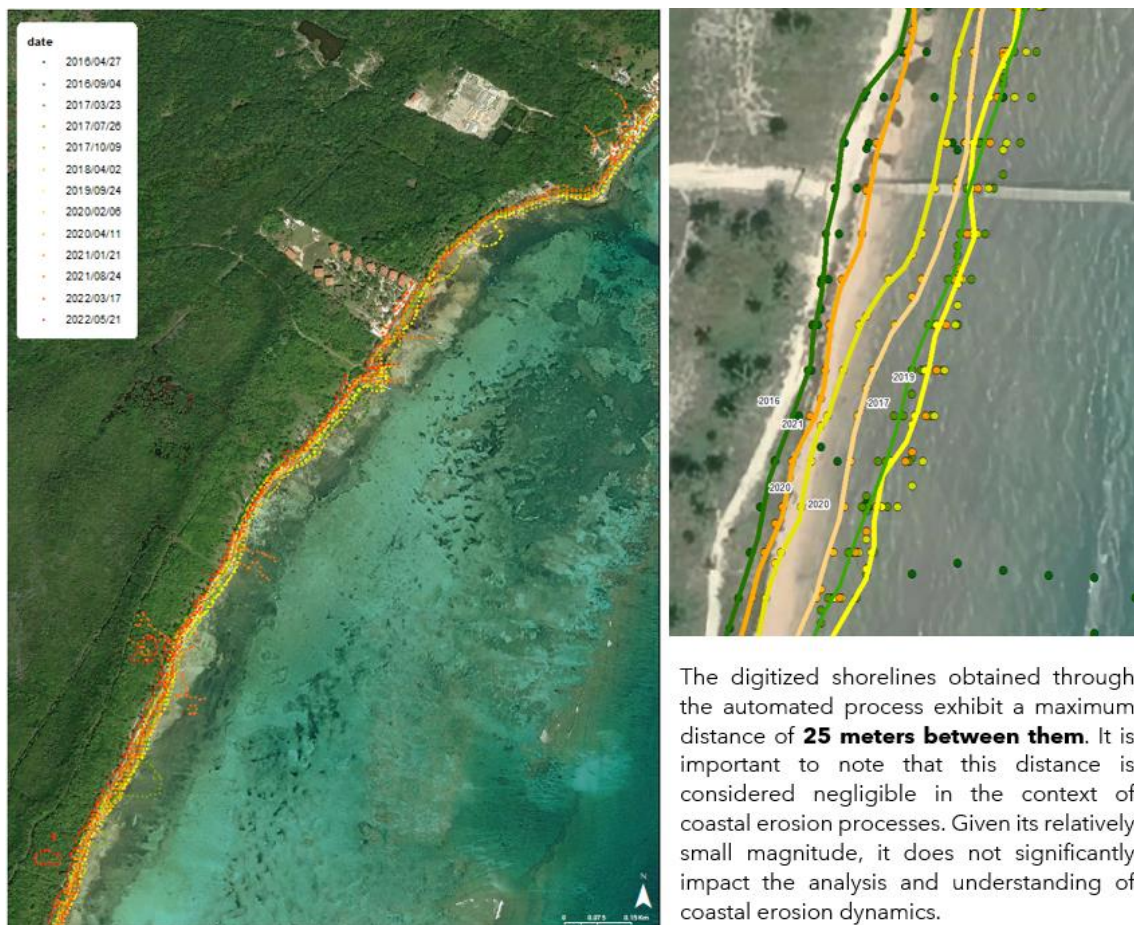 date
2016/04/27
2016/09/04
2017/03/23
2017/07/26
2017/10/09
2018/04/02
2019/09/24
2020/02/06
2020/04/11
2021/01/21
2021/08/24
2022/03/17
2022/05/21
N
0 0.075 0.15 Km
2019
2016
2017
2021
2020
2020
The digitized shorelines obtained through
the automated process exhibit a maximum
distance of 25 meters between them. It is
important to note that this distance is
considered negligible in the context of
coastal erosion processes. Given its relatively
small magnitude, it does not significantly
impact the analysis and understanding of
coastal erosion dynamics.